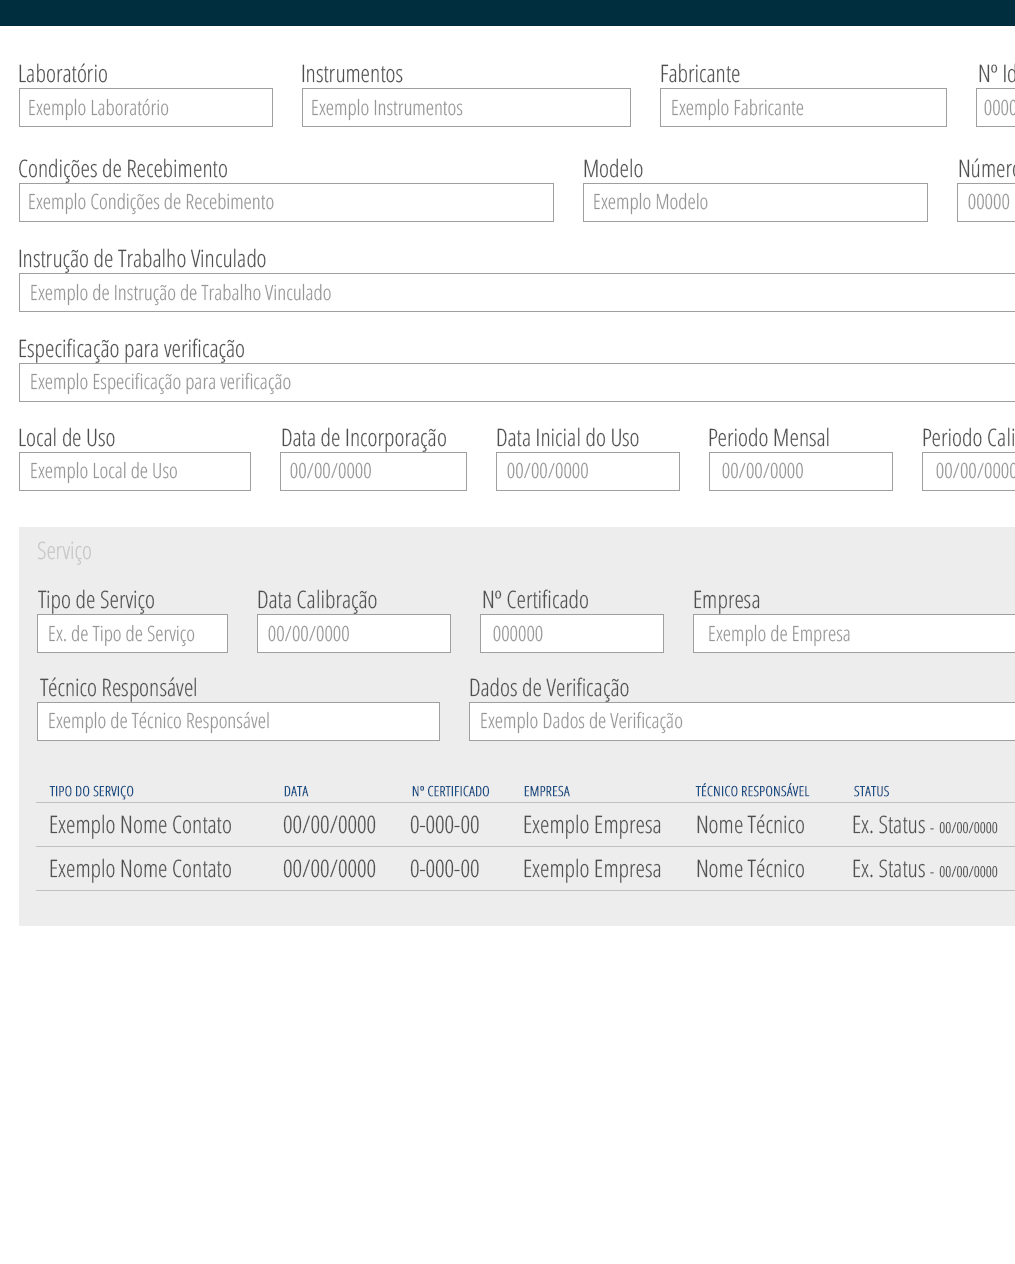 Laboratório Instrumentos Fabricante Nº Id
Exemplo Laboratório Exemplo Instrumentos Exemplo Fabricante 0000
Condições de Recebimento Modelo Número
Exemplo Condições de Recebimento Exemplo Modelo 00000
Instrução de Trabalho Vinculado
Exemplo de Instrução de Trabalho Vinculado
Especificação para verificação
Exemplo Especificação para verificação
Local de Uso Data de Incorporação Data Inicial do Uso Periodo Mensal Periodo Cali
Exemplo Local de Uso 00/00/0000 00/00/0000 00/00/0000 00/00/0000
Serviço
Tipo de Serviço Data Calibração Nº Certificado Empresa
Ex. de Tipo de Serviço 00/00/0000 000000 Exemplo de Empresa
Técnico Responsável Dados de Verificação
Exemplo de Técnico Responsável Exemplo Dados de Verificação
TIPO DO SERVIÇO DATA Nº CERTIFICADO EMPRESA TÉCNICO RESPONSÁVEL STATUS
Exemplo Nome Contato 00/00/0000 0-000-00 Exemplo Empresa Nome Técnico Ex. Status - 00/00/0000
Exemplo Nome Contato 00/00/0000 0-000-00 Exemplo Empresa Nome Técnico Ex. Status - 00/00/0000